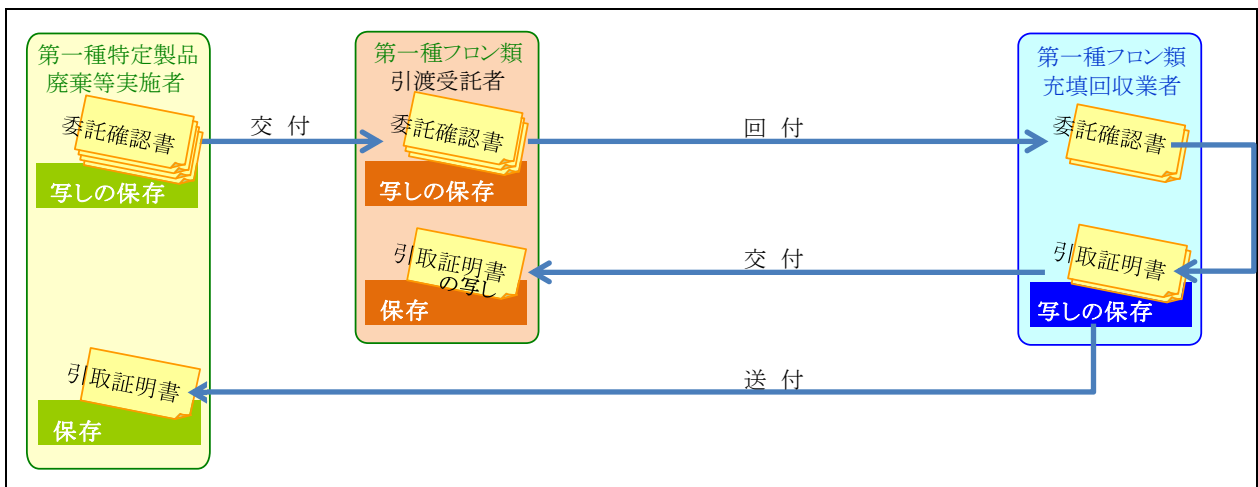 第一種特定製品
廃棄等実施者
委託確認書
写しの保存
交 付
第一種フロン類
引渡受託者
委託確認書
写しの保存
回 付
第一種フロン類
充填回収業者
委託確認書
引取証明書
写しの保存
交 付
引取証明書
の写し
保存
送 付
引取証明書
保存